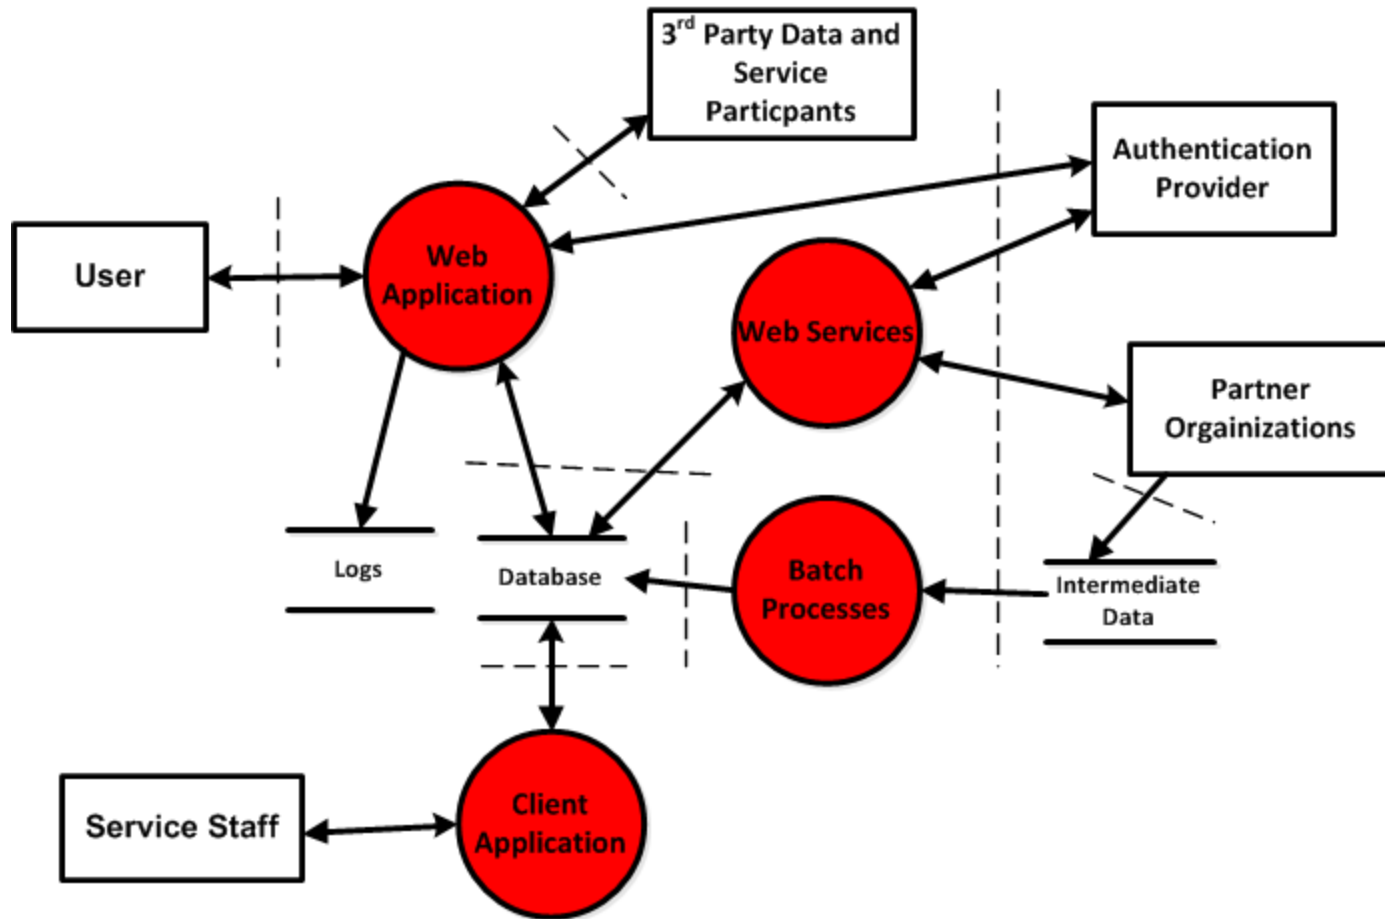 3rd Party Data and
Service
Particpants
Authentication
Provider
User
Web
Application
Web Services
Partner
Orgainizations
Logs
Database
Batch
Processes
Intermediate
Data
Client
Application
Service Staff